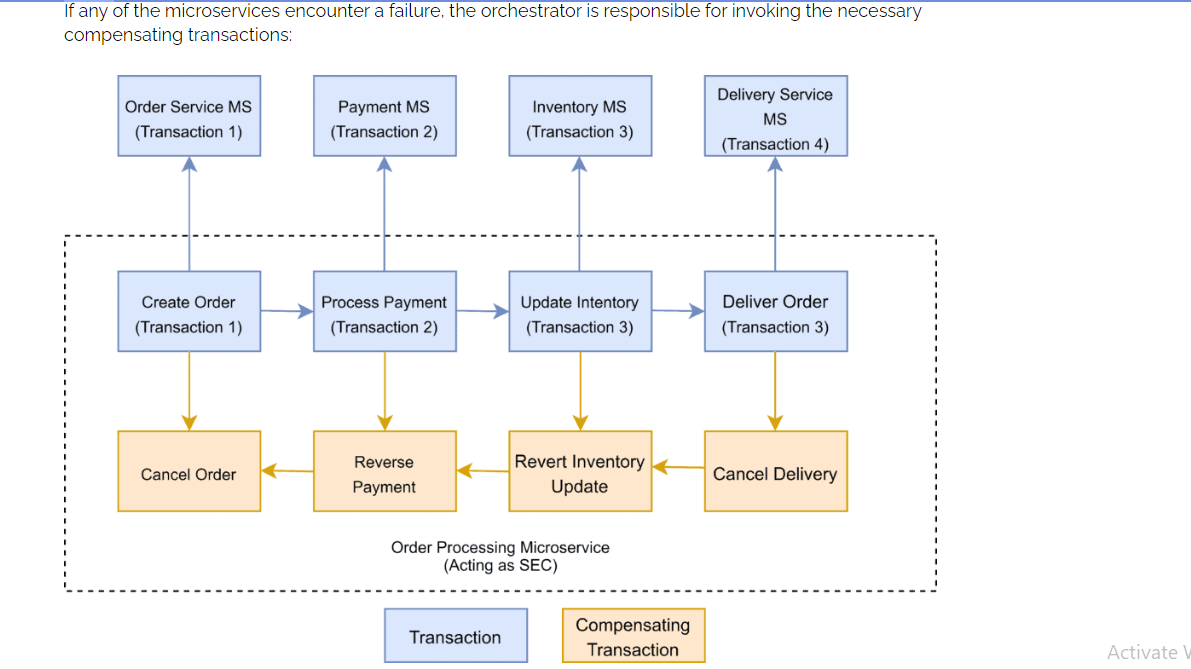 If any of the microservices encounter a failure, the orchestrator is responsible for invoking the necessary
compensating transactions:
Order Service MS
(Transaction 1)
Payment MS
(Transaction 2)
Inventory MS
(Transaction 3)
Delivery Service
MS
(Transaction 4)
Create Order
(Transaction 1)
Process Payment
(Transaction 2)
Update Intentory
(Transaction 3)
Deliver Order
(Transaction 3)
Cancel Order
Reverse
Payment
Revert Inventory
Update
Cancel Delivery
Order Processing Microservice
(Acting as SEC)
Transaction
Compensating
Transaction
Activate